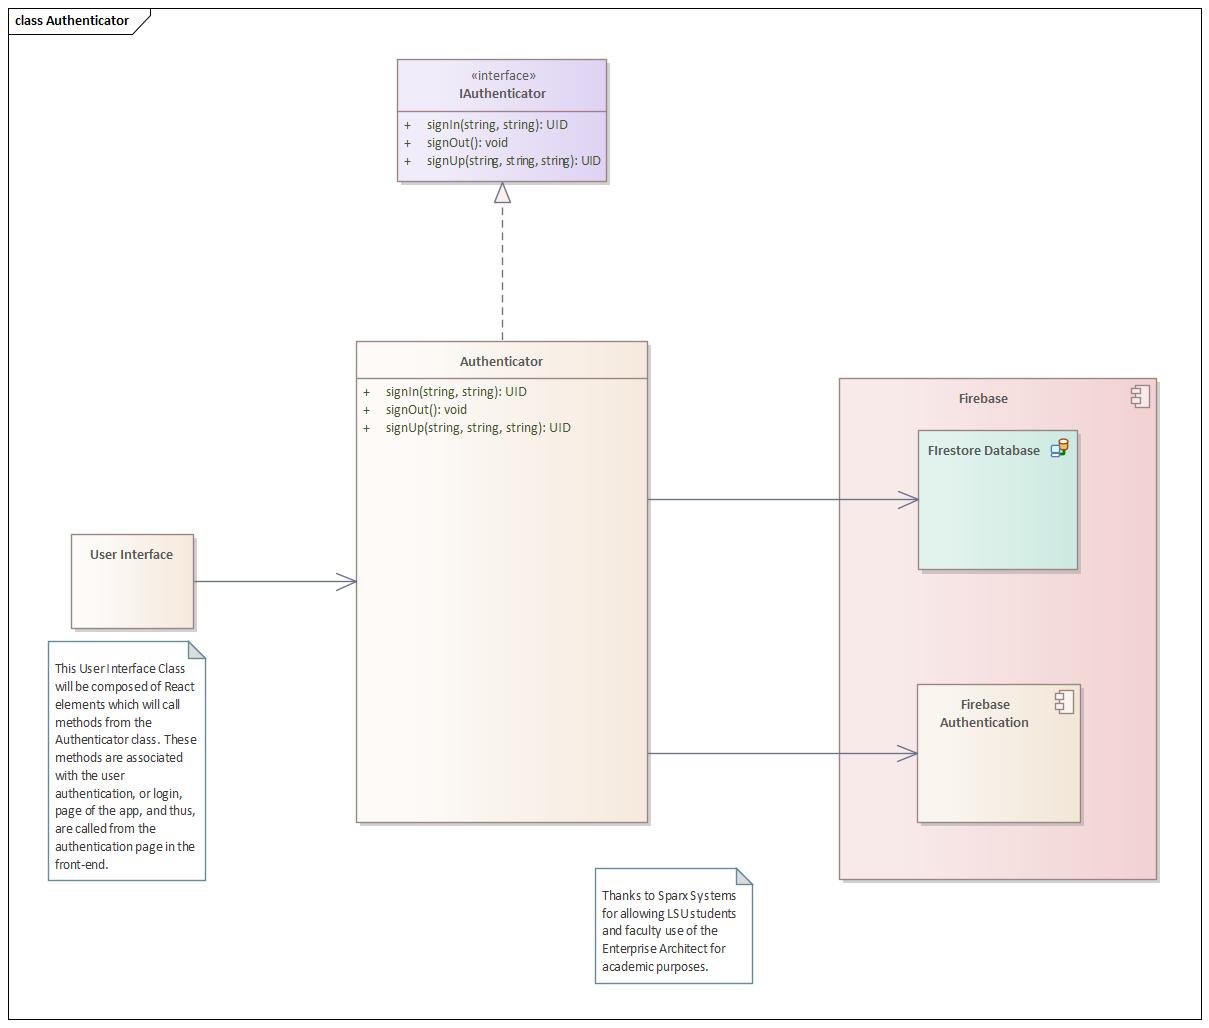 class Authenticator
«interface»
IAuthenticator
+ signIn(string, string): UID
+ signOut(): void
+ signUp(string, string, string): UID
Authenticator
+ signIn(string, string): UID
+ signOut(): void
+ signUp(string, string, string): UID
Firebase
FIrestore Database
User Interface
This User Interface Class
will be composed of React
elements which will call
methods from the
Authenticator class. These
methods are associated
with the user
authentication, or login,
page of the app, and thus,
are called from the
authentication page in the
front-end.
Firebase
Authentication
Thanks to Sparx Systems
for allowing LSU students
and faculty use of the
Enterprise Architect for
academic purposes.